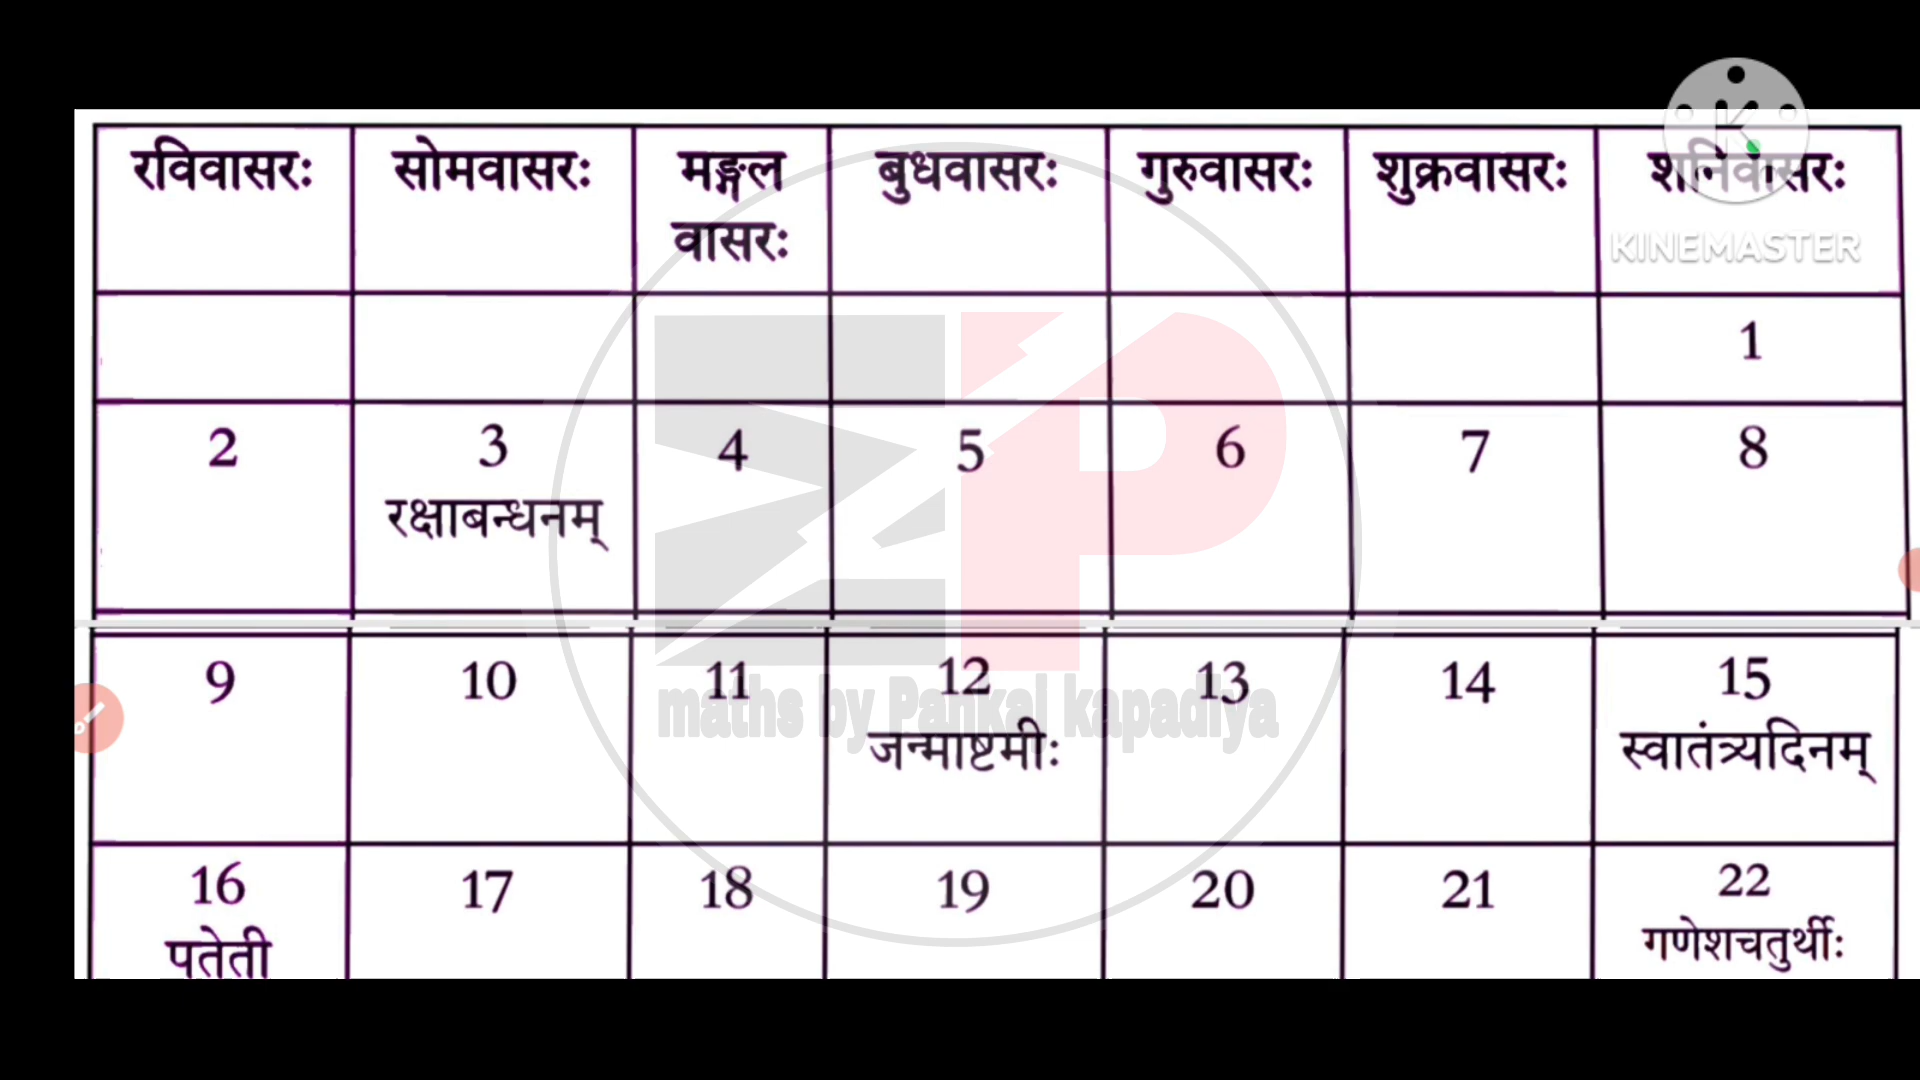 रविवासरः सोमवासरः मङ्गल वासरः बुधवासरः गुरुवासरः शुक्रवासरः शनिवासरः
KINEMASTER
1
2 3 4 5 6 7 8
रक्षाबन्धनम्
9 10 11 12 13 14 15
maths by Pankaj kapadiya
जन्माष्टमीः स्वातंत्र्यदिनम्
16 17 18 19 20 21 22
पतेती गणेशचतुर्थीः